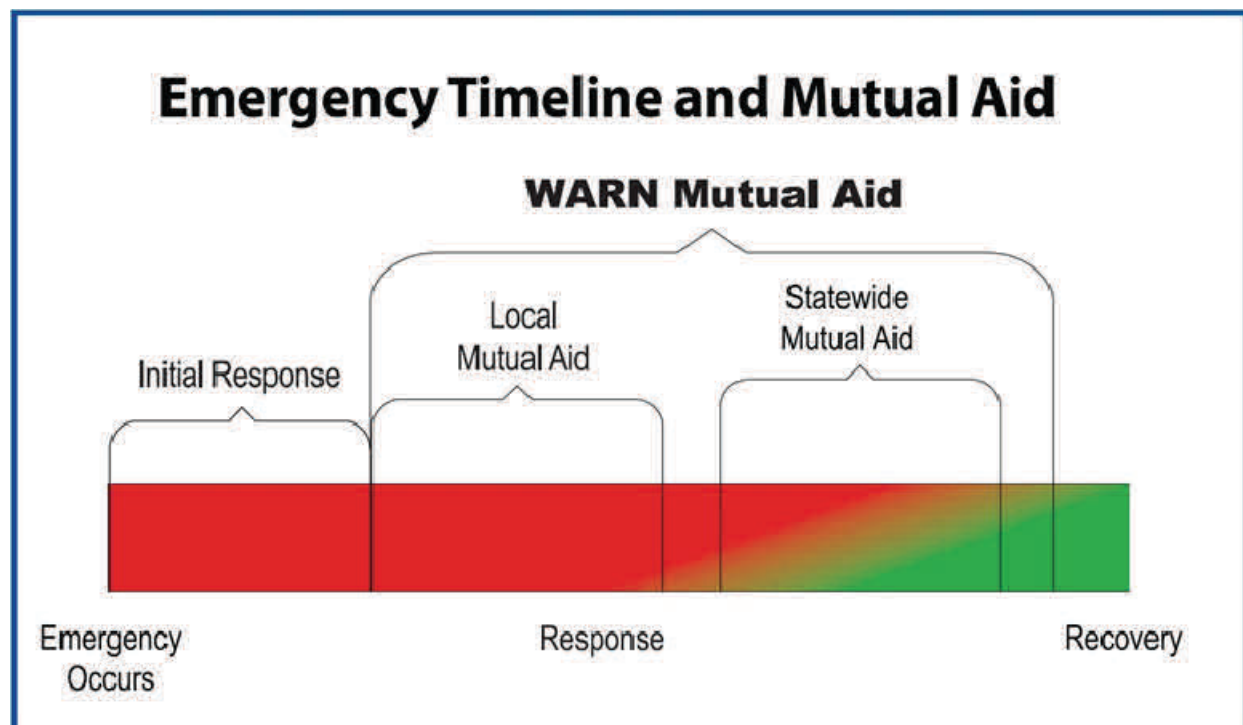 Emergency Timeline and Mutual Aid
WARN Mutual Aid
Initial Response
Local
Mutual Aid
Statewide
Mutual Aid
Emergency
Occurs
Response
Recovery